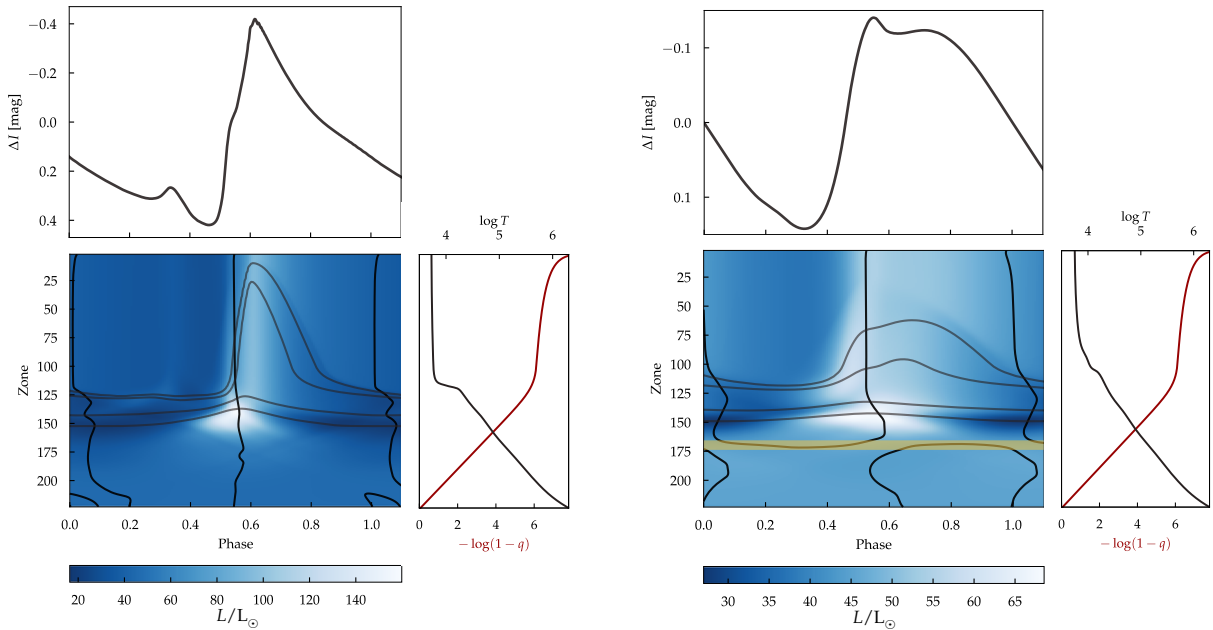 −0.4
−0.2
0.0
0.2
0.4
ΔI [mag]
−0.1
0.0
0.1
ΔI [mag]
log T
4 5 6
log T
4 5 6
25
50
75
100
125
150
175
200
Zone
25
50
75
100
125
150
175
200
Zone
0.0 0.2 0.4 0.6 0.8 1.0
Phase
0 2 4 6
− log(1 − q)
0.0 0.2 0.4 0.6 0.8 1.0
Phase
0 2 4 6
− log(1 − q)
20 40 60 80 100 120 140
L/L☉
30 35 40 45 50 55 60 65
L/L☉